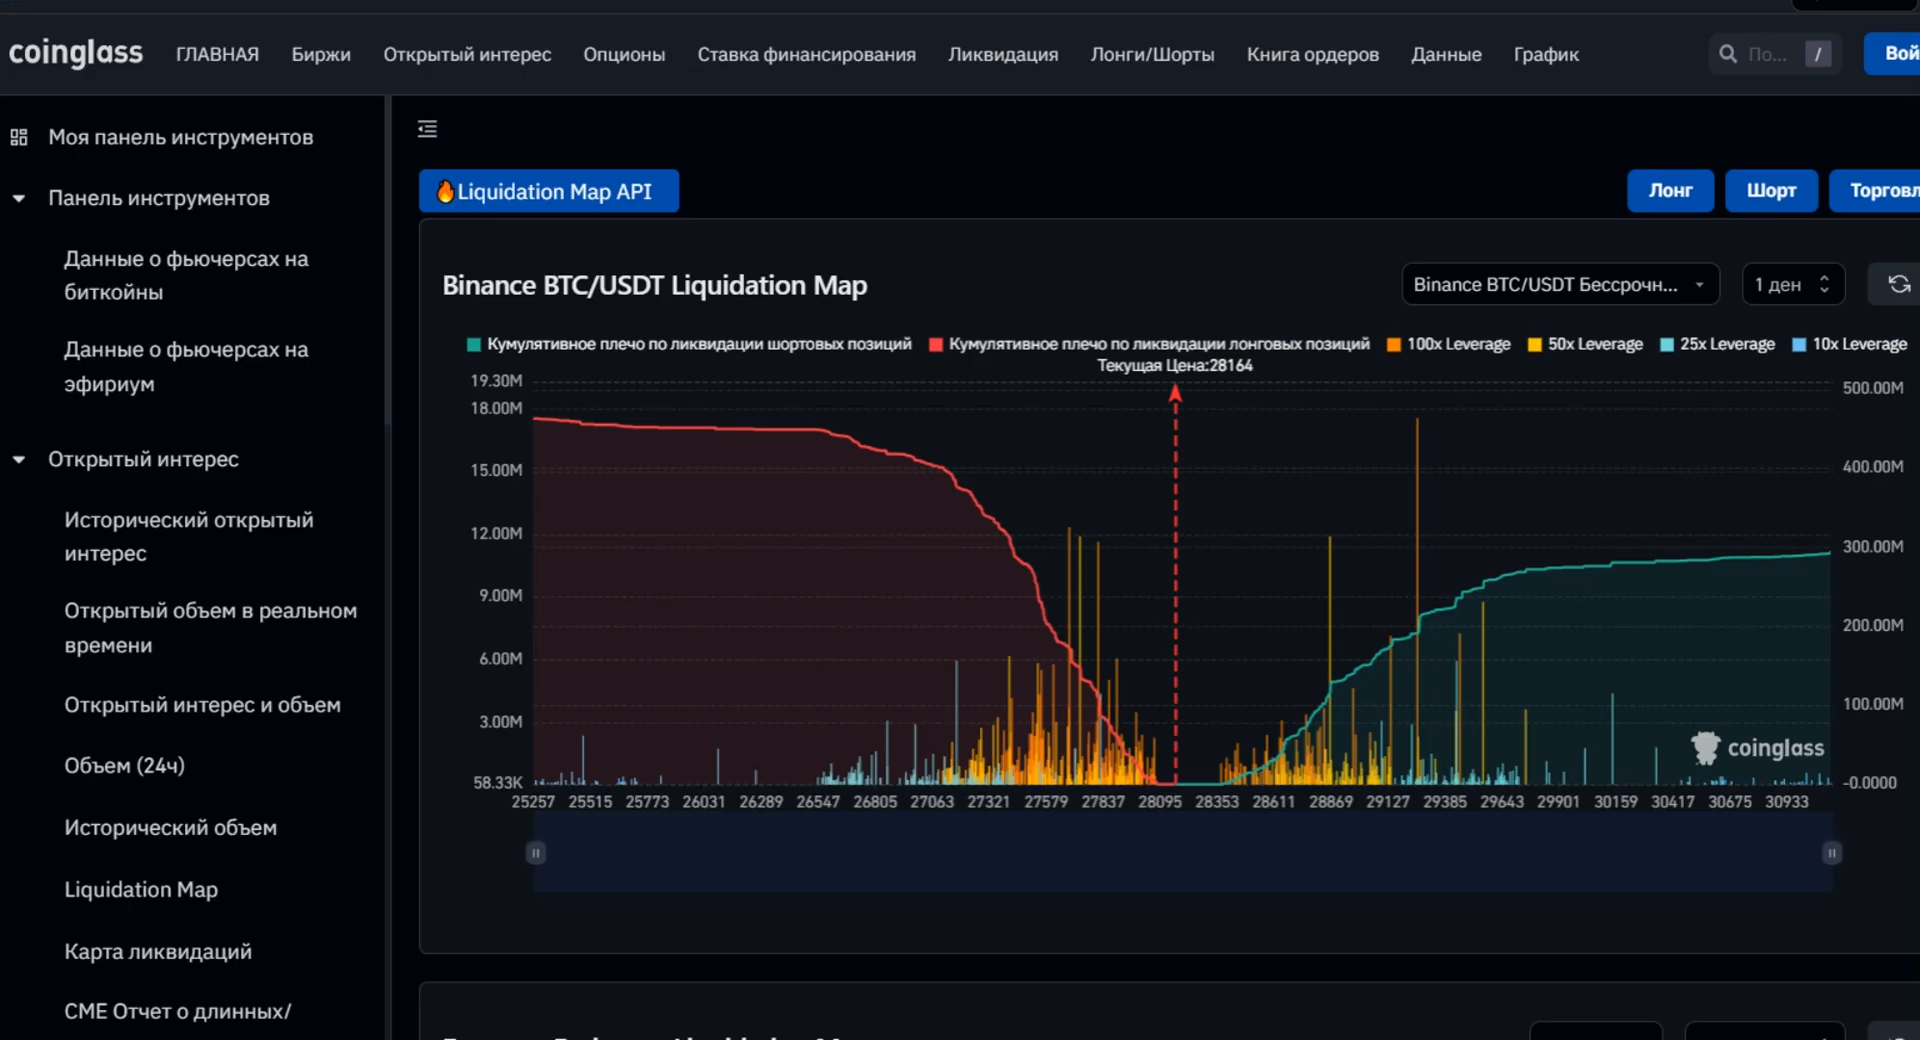 coinglass ГЛАВНАЯ Биржи Открытый интерес Опционы Ставка финансирования Ликвидация Лонги/Шорты Книга ордеров Данные График По... / Вой
Моя панель инструментов
Панель инструментов
Данные о фьючерсах на
биткойны
Данные о фьючерсах на
эфириум
Открытый интерес
Исторический открытый
интерес
Открытый объем в реальном
времени
Открытый интерес и объем
Объем (24ч)
Исторический объем
Liquidation Map
Карта ликвидаций
CME Отчет о длинных/
Liquidation Map API
Лонг Шорт Торговл
Binance BTC/USDT Liquidation Map
Binance BTC/USDT Бессрочн... 1 ден
Кумулятивное плечо по ликвидации шортовых позиций Кумулятивное плечо по ликвидации лонговых позиций 100x Leverage 50x Leverage 25x Leverage 10x Leverage
Текущая Цена:28164
19.30M
18.00M
15.00M
12.00M
9.00M
6.00M
3.00M
58.33K
500.00M
400.00M
300.00M
200.00M
100.00M
-0.0000
coinglass
25257 25515 25773 26031 26289 26547 26805 27063 27321 27579 27837 28095 28353 28611 28869 29127 29385 29643 29901 30159 30417 30675 30933